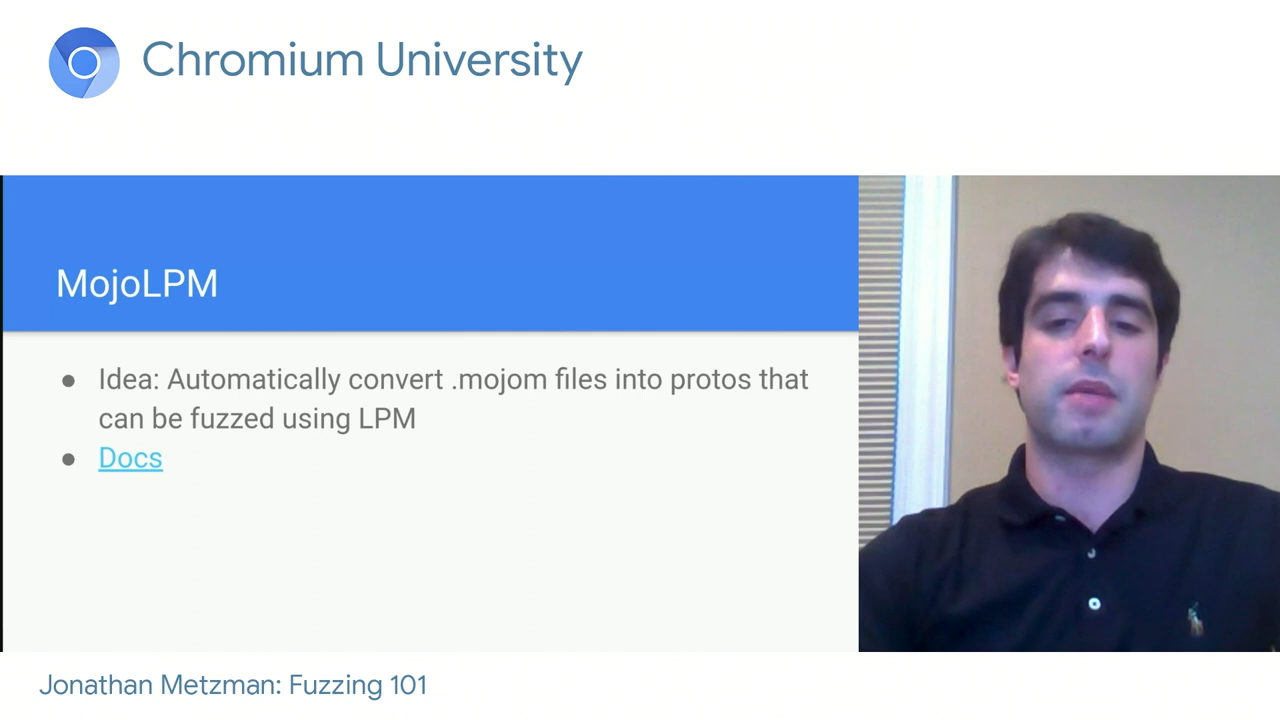 Chromium University
MojoLPM
● Idea: Automatically convert .mojom files into protos that
can be fuzzed using LPM
● Docs
Jonathan Metzman: Fuzzing 101